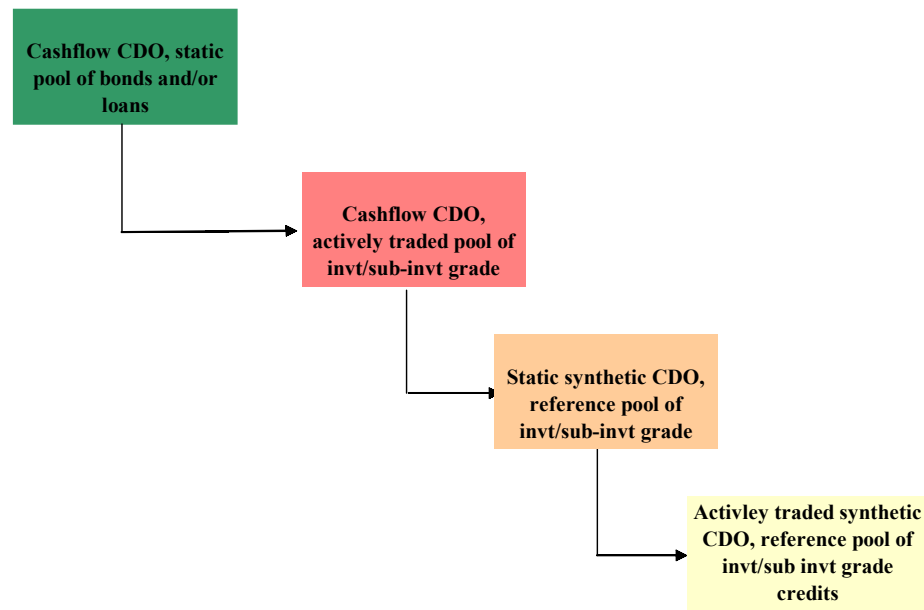 Cashflow CDO, static
pool of bonds and/or
loans
Cashflow CDO,
actively traded pool of
invt/sub-invt grade
Static synthetic CDO,
reference pool of
invt/sub-invt grade
Activley traded synthetic
CDO, reference pool of
invt/sub invt grade
credits